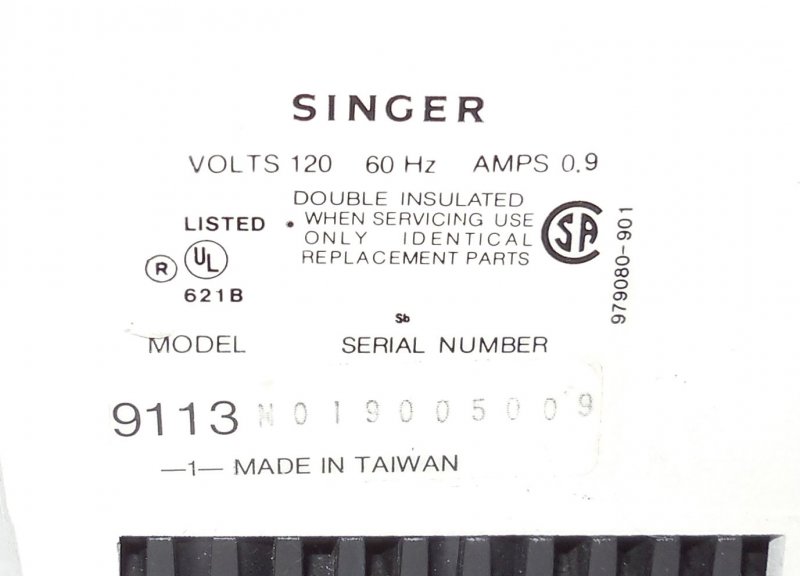 SINGER
VOLTS 120 60 Hz AMPS 0.9
DOUBLE INSULATED
WHEN SERVICING USE
ONLY IDENTICAL
REPLACEMENT PARTS
LISTED
® UL
621B
SA
979080-901
Sb
MODEL SERIAL NUMBER
9113 N019005009
—1— MADE IN TAIWAN